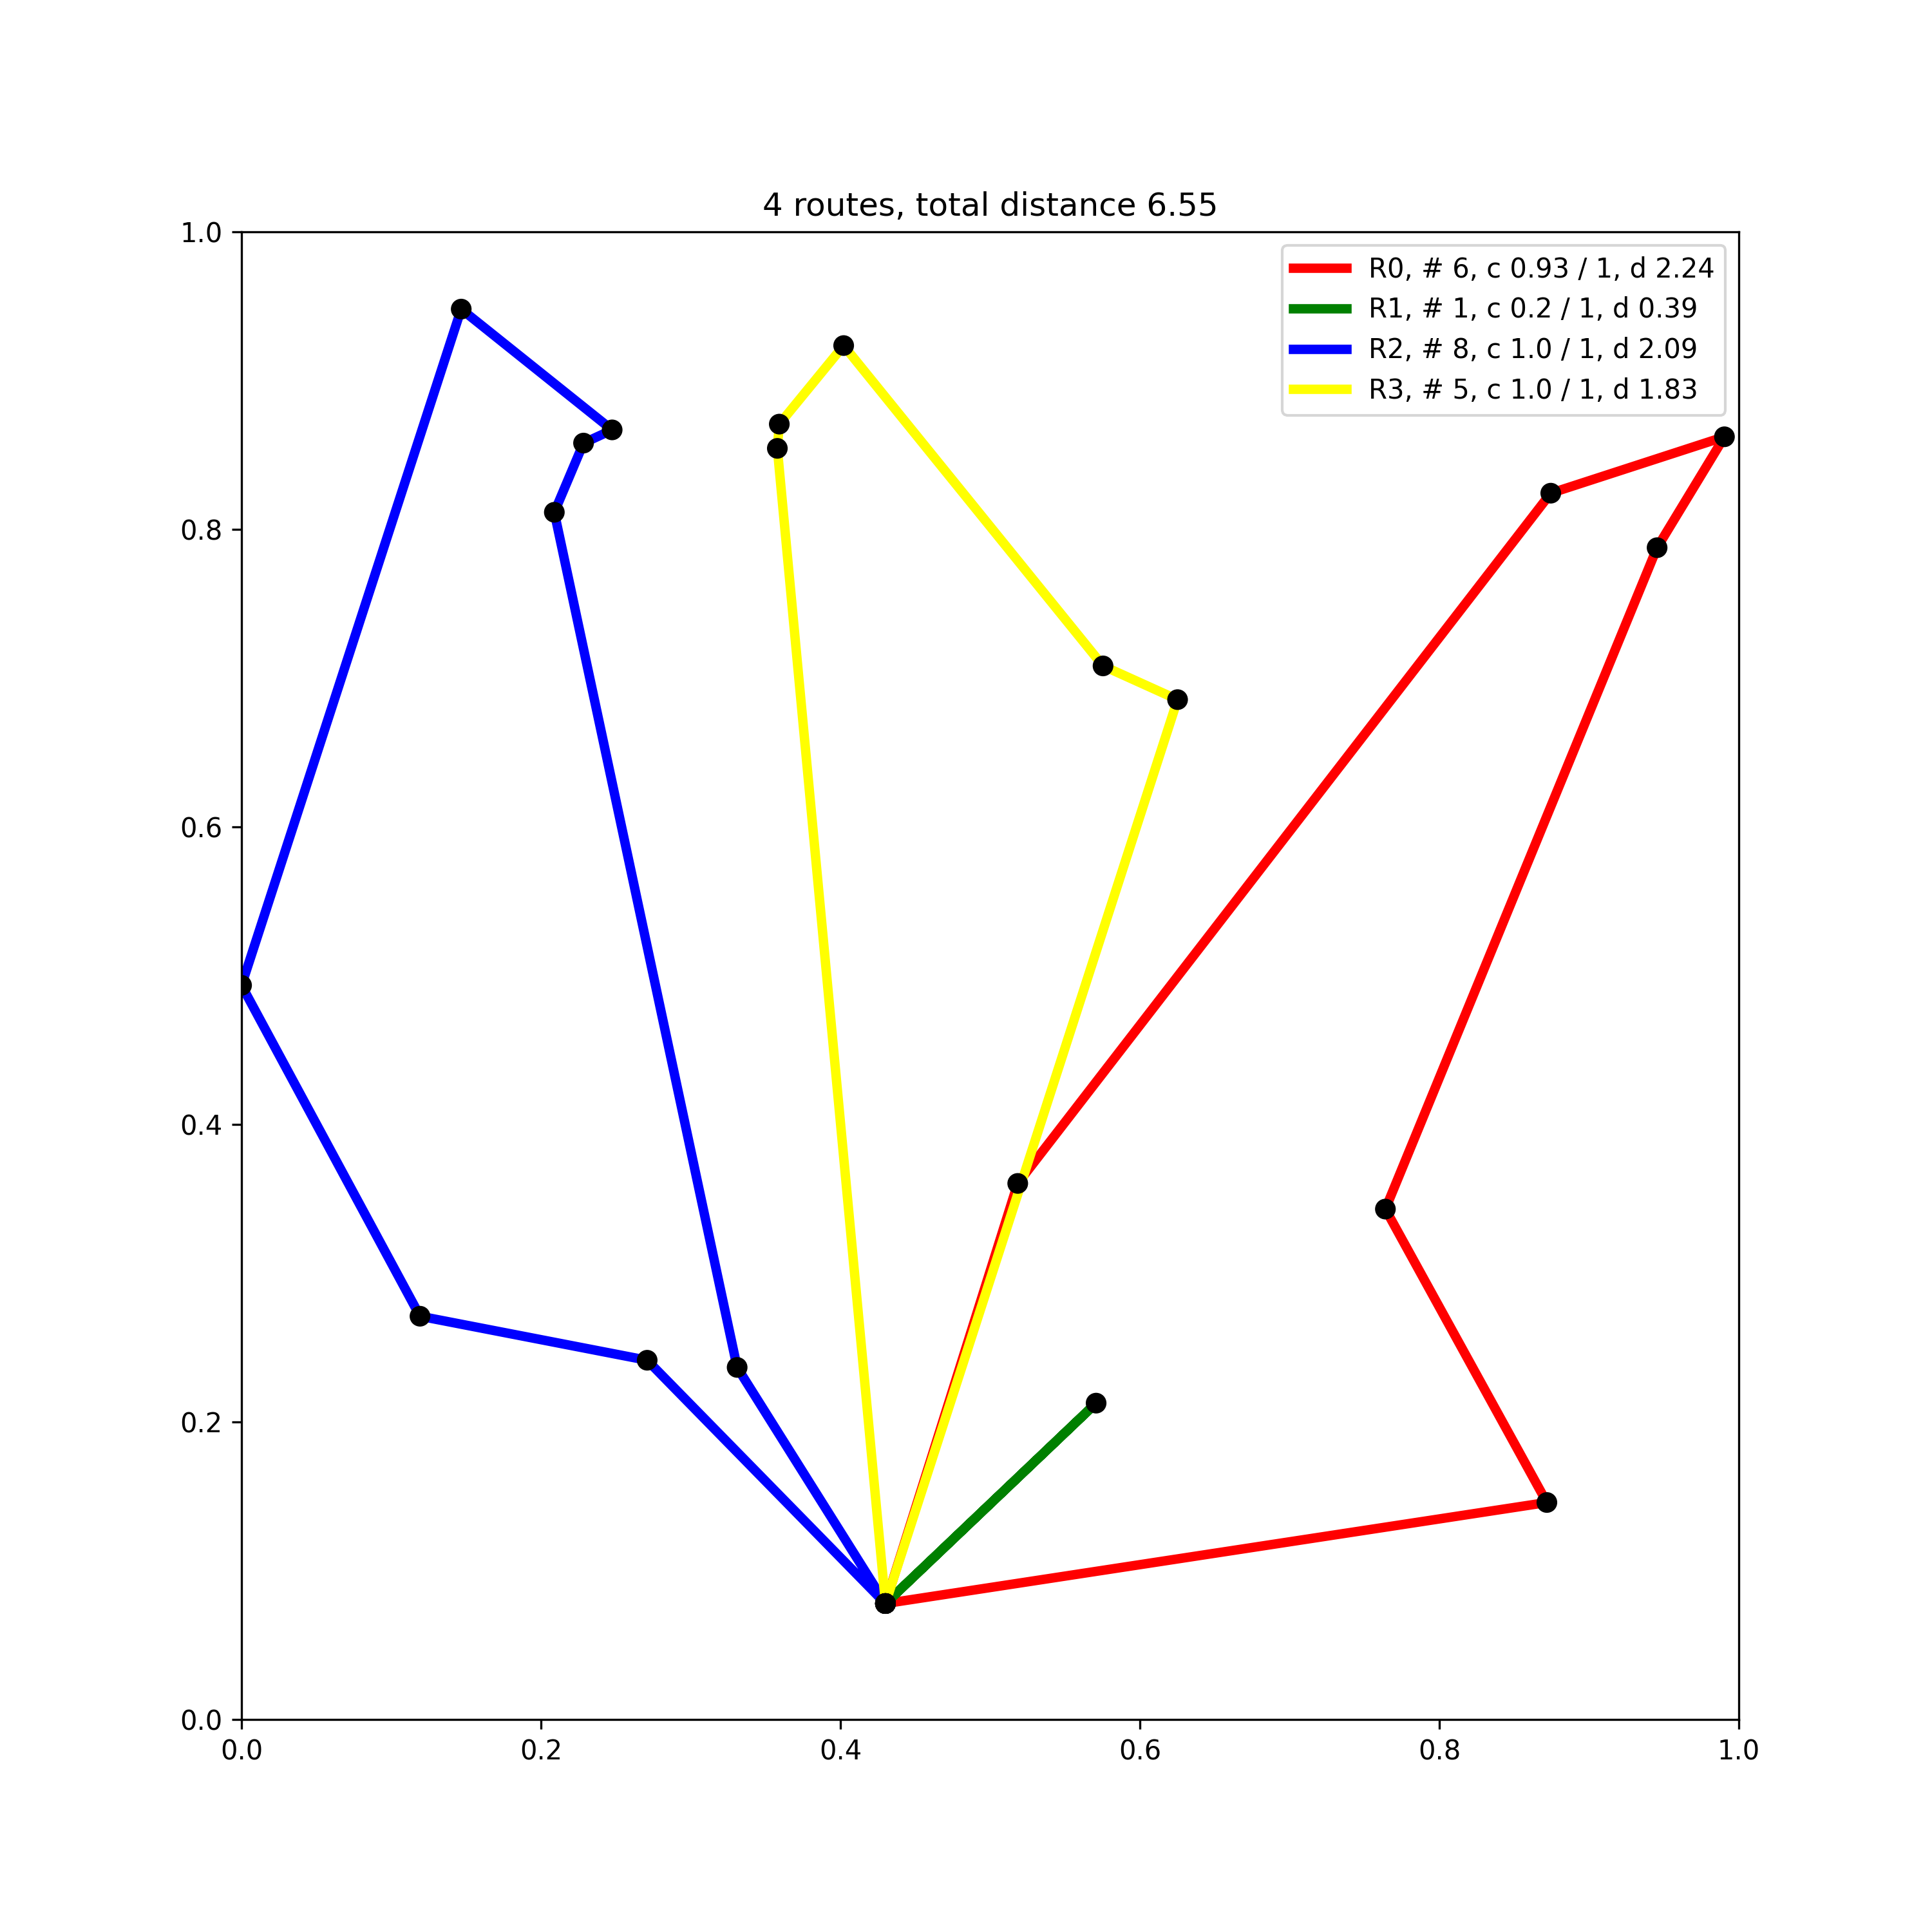 4 routes, total distance 6.55
R0, # 6, c 0.93 / 1, d 2.24
R1, # 1, c 0.2 / 1, d 0.39
R2, # 8, c 1.0 / 1, d 2.09
R3, # 5, c 1.0 / 1, d 1.83
1.0
0.8
0.6
0.4
0.2
0.0
0.0 0.2 0.4 0.6 0.8 1.0